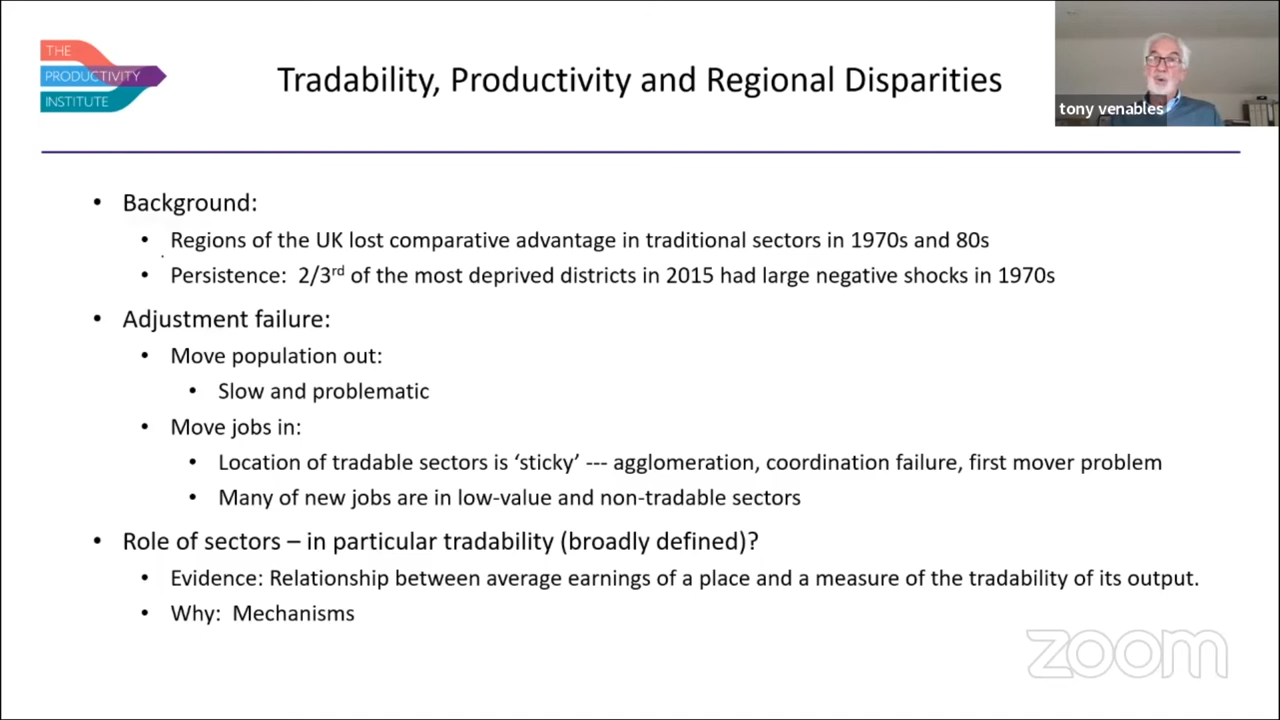 THE
PRODUCTIVITY
INSTITUTE
Tradability, Productivity and Regional Disparities
tony venables
• Background:
• Regions of the UK lost comparative advantage in traditional sectors in 1970s and 80s
• Persistence: 2/3rd of the most deprived districts in 2015 had large negative shocks in 1970s
• Adjustment failure:
• Move population out:
• Slow and problematic
• Move jobs in:
• Location of tradable sectors is ‘sticky’ --- agglomeration, coordination failure, first mover problem
• Many of new jobs are in low-value and non-tradable sectors
• Role of sectors – in particular tradability (broadly defined)?
• Evidence: Relationship between average earnings of a place and a measure of the tradability of its output.
• Why: Mechanisms
zoom